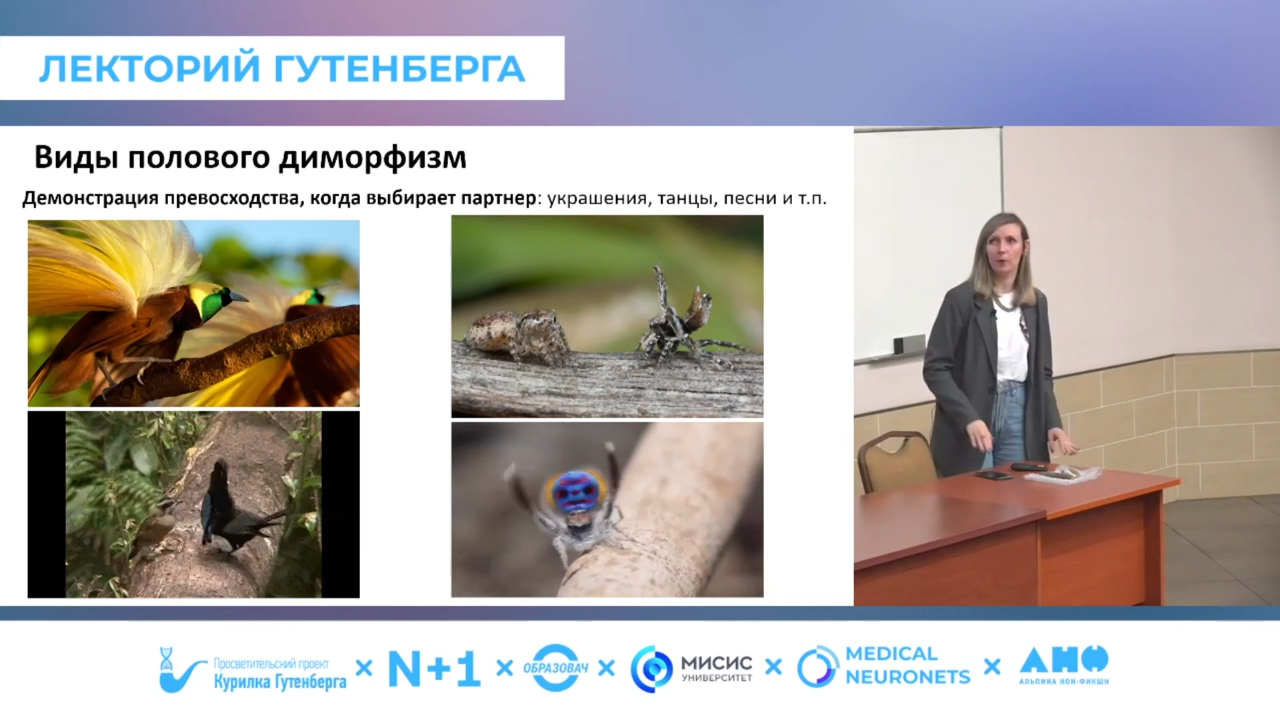 ЛЕКТОРИЙ ГУТЕНБЕРГА
Виды полового диморфизм
Демонстрация превосходства, когда выбирает партнер: украшения, танцы, песни и т.п.
Просветительский проект
Курилка Гутенберга
× N+1 × ОБРАЗОВАЧ ×
МИСИС
УНИВЕРСИТЕТ
×
MEDICAL
NEURONETS
×
АНФ
АЛЬПИНА НОН-ФИКШН